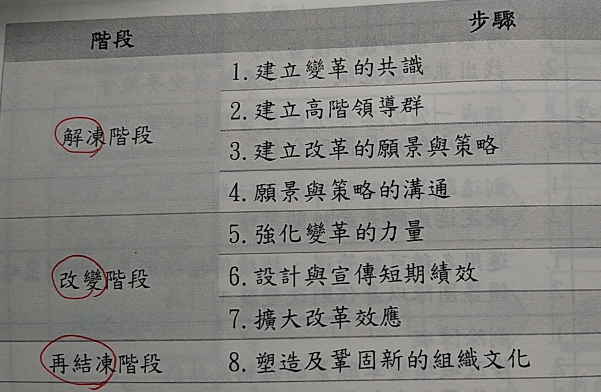 階段 步驟
1. 建立變革的共識
2. 建立高階領導群
解凍階段
3. 建立改革的願景與策略
4. 願景與策略的溝通
5. 強化變革的力量
改變階段 6. 設計與宣傳短期績效
7. 擴大改革效應
再結凍階段 8. 塑造及鞏固新的組織文化